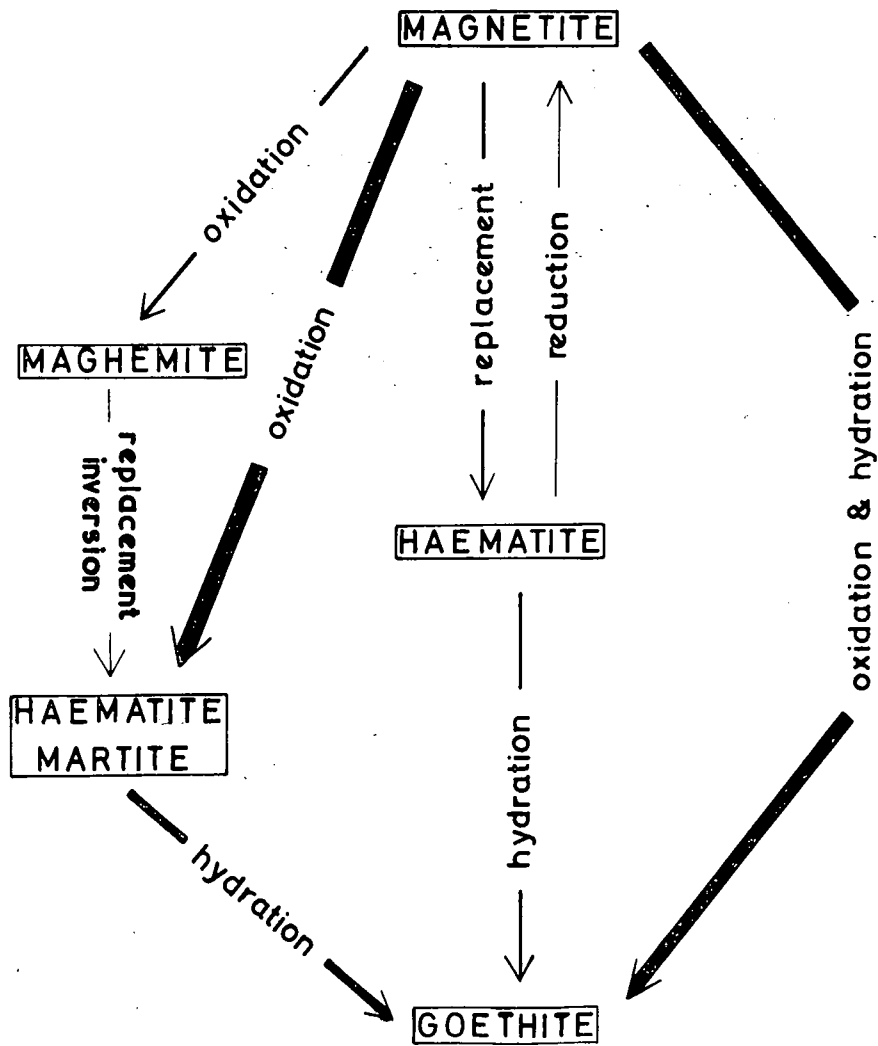 MAGNETITE
oxidation
oxidation
replacement
reduction
oxidation & hydration
MAGHEMITE
replacement
inversion
HAEMATITE
HAEMATITE
MARTITE
hydration
hydration
GOETHITE